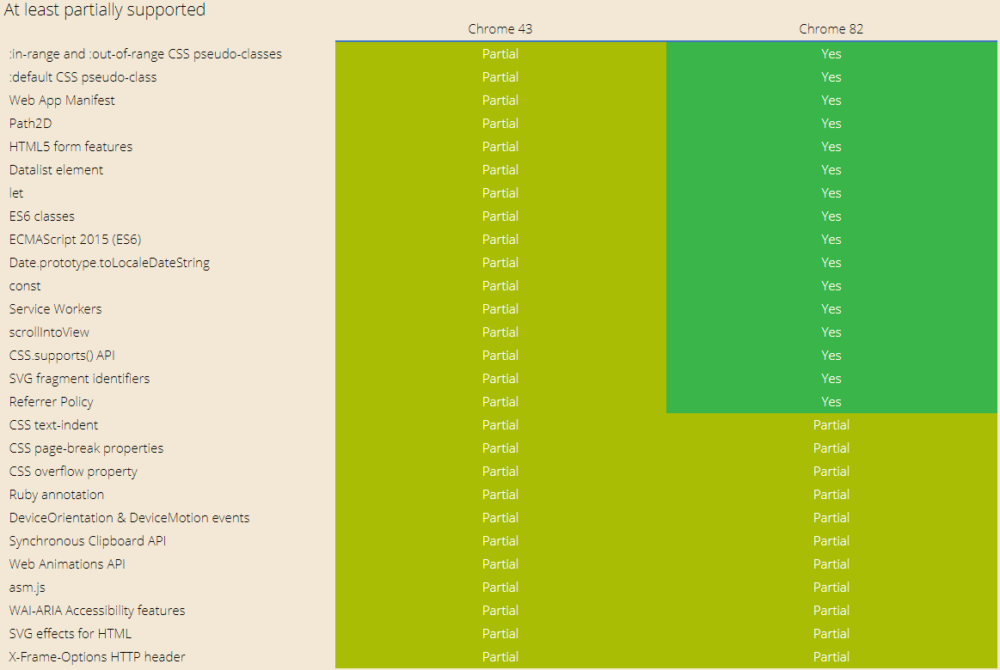 At least partially supported
Chrome 43 Chrome 82
:in-range and :out-of-range CSS pseudo-classes Partial Yes
:default CSS pseudo-class Partial Yes
Web App Manifest Partial Yes
Path2D Partial Yes
HTML5 form features Partial Yes
Datalist element Partial Yes
let Partial Yes
ES6 classes Partial Yes
ECMAScript 2015 (ES6) Partial Yes
Date.prototype.toLocaleDateString Partial Yes
const Partial Yes
Service Workers Partial Yes
scrollIntoView Partial Yes
CSS.supports() API Partial Yes
SVG fragment identifiers Partial Yes
Referrer Policy Partial Yes
CSS text-indent Partial Partial
CSS page-break properties Partial Partial
CSS overflow property Partial Partial
Ruby annotation Partial Partial
DeviceOrientation & DeviceMotion events Partial Partial
Synchronous Clipboard API Partial Partial
Web Animations API Partial Partial
asm.js Partial Partial
WAI-ARIA Accessibility features Partial Partial
SVG effects for HTML Partial Partial
X-Frame-Options HTTP header Partial Partial